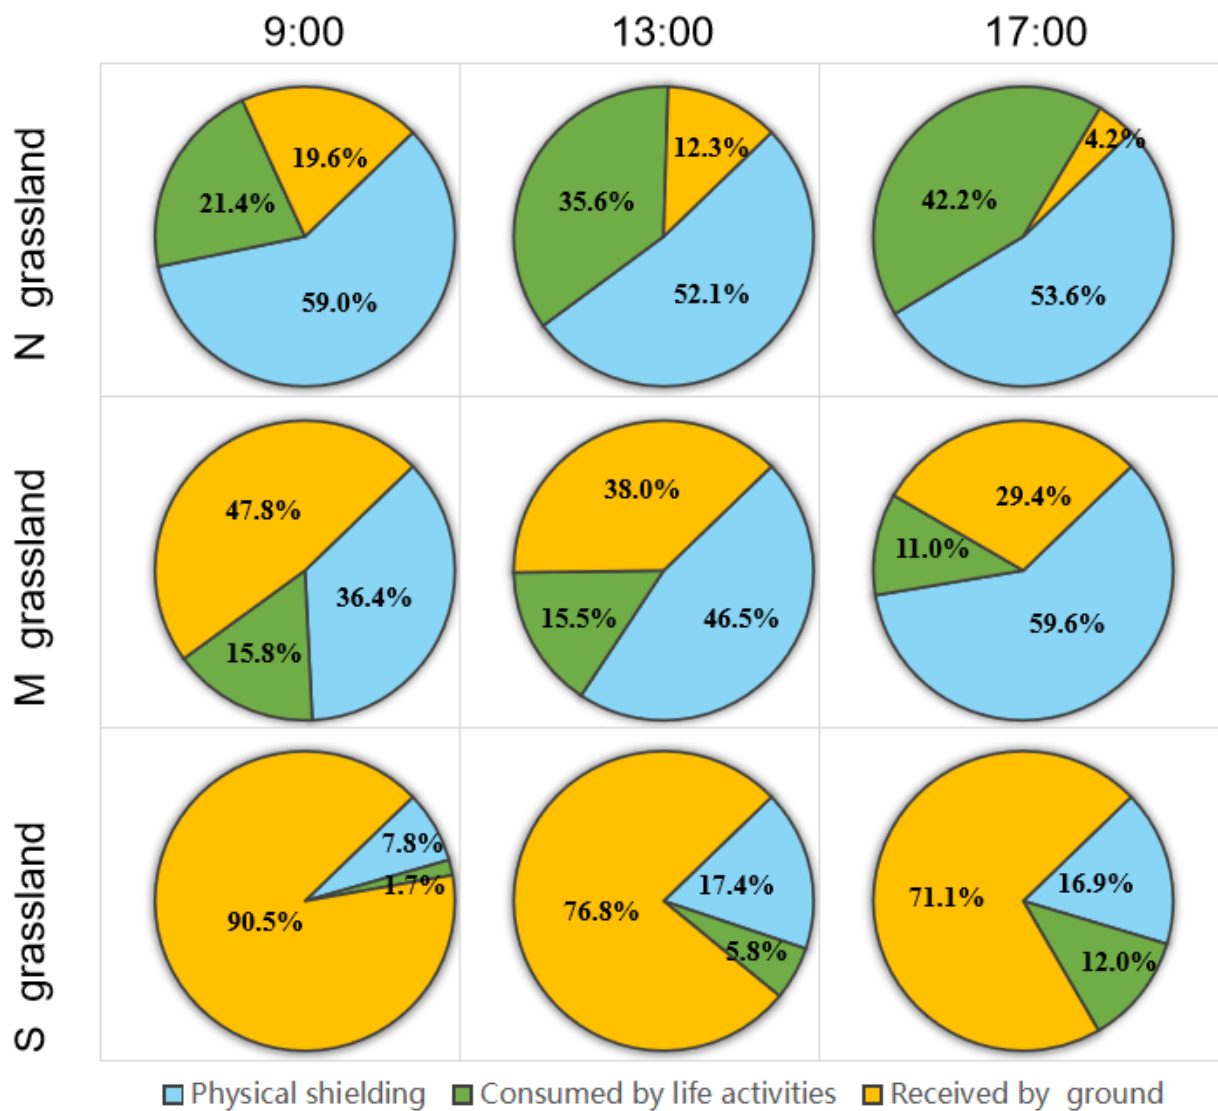 9:00 13:00 17:00
N grassland
19.6% 12.3% 4.2%
21.4% 35.6% 42.2%
59.0% 52.1% 53.6%
M grassland
47.8% 38.0% 29.4%
36.4% 15.5% 46.5% 11.0%
15.8% 59.6%
S grassland
7.8% 17.4% 16.9%
1.7% 76.8% 71.1%
90.5% 5.8% 12.0%
Physical shielding Consumed by life activities Received by ground